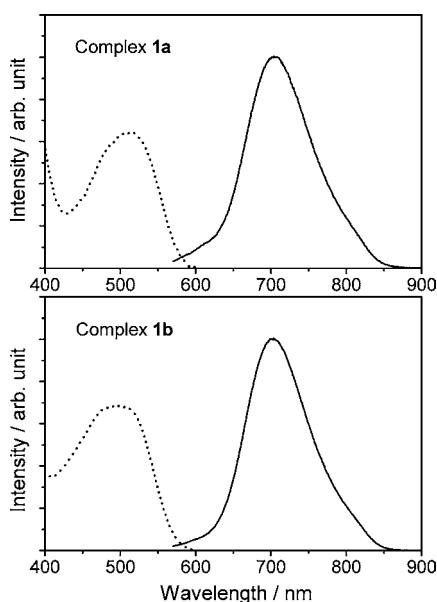 Complex 1a
Intensity / arb. unit
400 500 600 700 800 900
Complex 1b
Intensity / arb. unit
400 500 600 700 800 900
Wavelength / nm